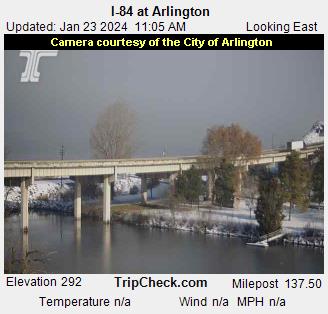 I-84 at Arlington
Updated: Jan 23 2024 11:05 AM Looking East
Camera courtesy of the City of Arlington
Elevation 292 TripCheck.com Milepost 137.50
Temperature n/a Wind n/a MPH n/a